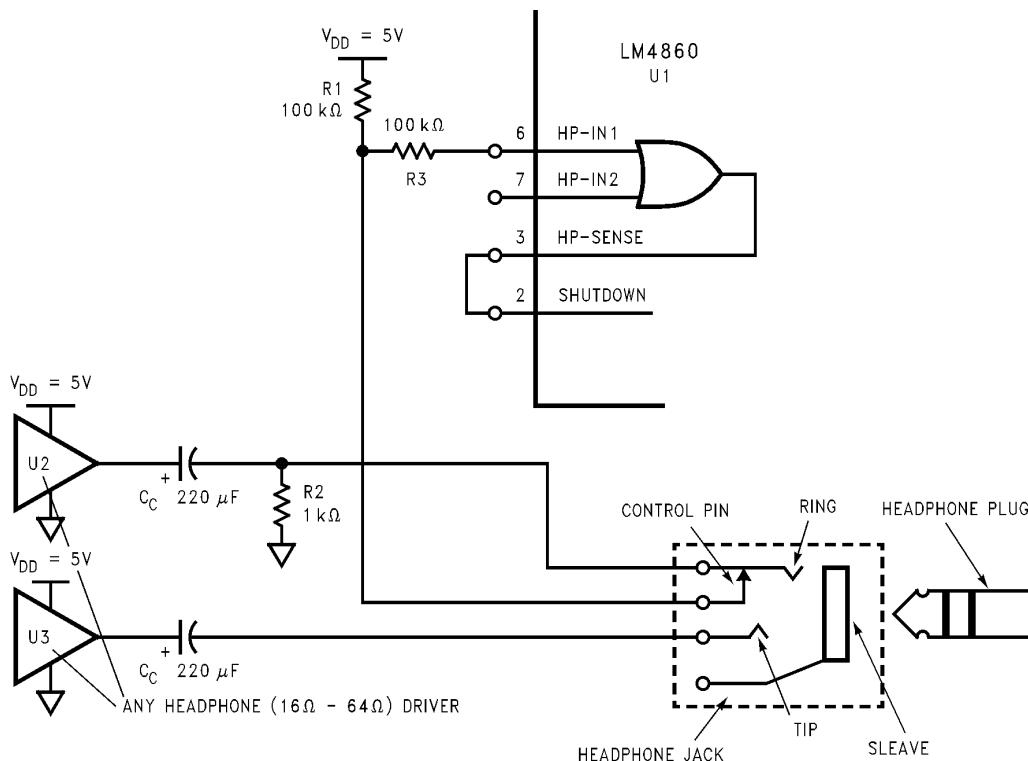 V_DD = 5V
LM4860
U1
R1
100 kΩ
100 kΩ
R3
6 HP-IN1
7 HP-IN2
3 HP-SENSE
2 SHUTDOWN
V_DD = 5V
U2
+
C_C 220 μF
R2
1 kΩ
CONTROL PIN
RING
HEADPHONE PLUG
V_DD = 5V
U3
+
C_C 220 μF
ANY HEADPHONE (16Ω - 64Ω) DRIVER
TIP
SLEAVE
HEADPHONE JACK